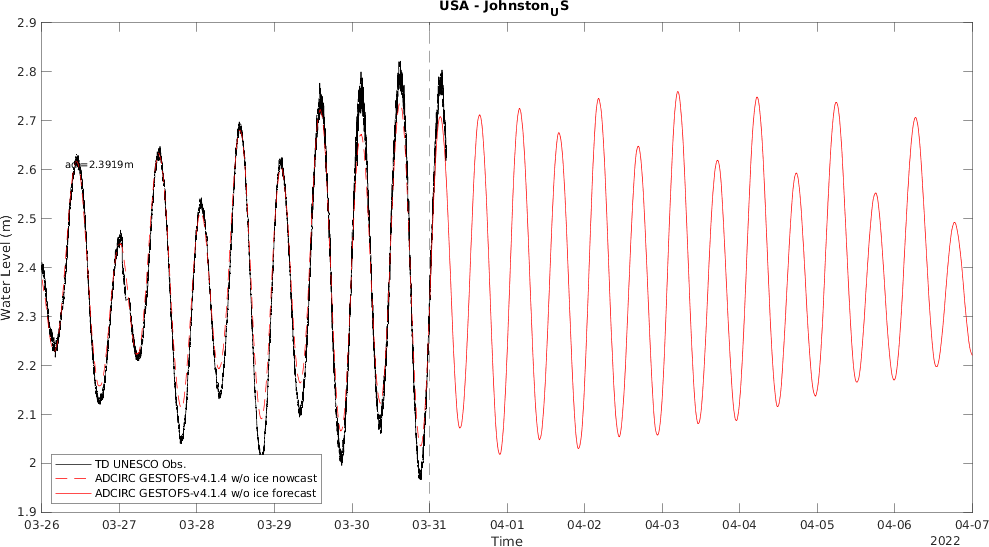 USA - Johnston_US
2.9
2.8
2.7
2.6
2.5
2.4
2.3
2.2
2.1
2
1.9
Water Level (m)
=2.3919m
TD UNESCO Obs.
ADCIRC GESTOFS-v4.1.4 w/o ice nowcast
ADCIRC GESTOFS-v4.1.4 w/o ice forecast
03-26 03-27 03-28 03-29 03-30 03-31 04-01 04-02 04-03 04-04 04-05 04-06 04-07
Time
2022